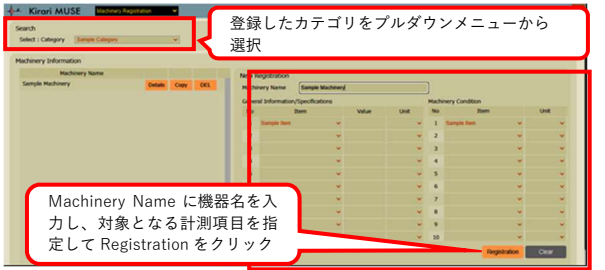 Kirari MUSE Machinery Registration
登録したカテゴリをプルダウンメニューから
選択
Search
Select : Category Sample Category
Machinery Information
Machinery Name
Sample Machinery Details Copy DEL
New Registration
Machinery Name Sample Machinery
General Information/Specifications Machinery Condition
No Item Value Unit No Item Unit
Sample Item 1 Sample Item
2
3
4
5
6
7
8
9
10
Machinery Name に機器名を入
力し、対象となる計測項目を指
定して Registration をクリック
Registration Clear